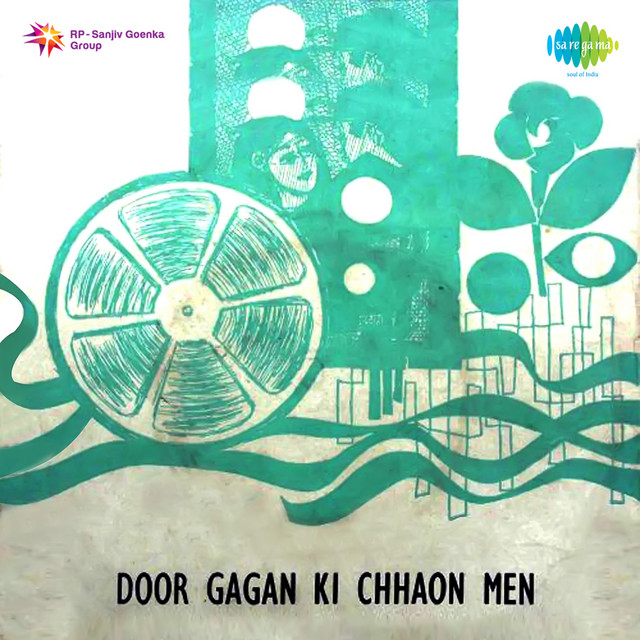 RP-Sanjiv Goenka
Group
sa re ga ma
soul of India
DOOR GAGAN KI CHHAON MEN